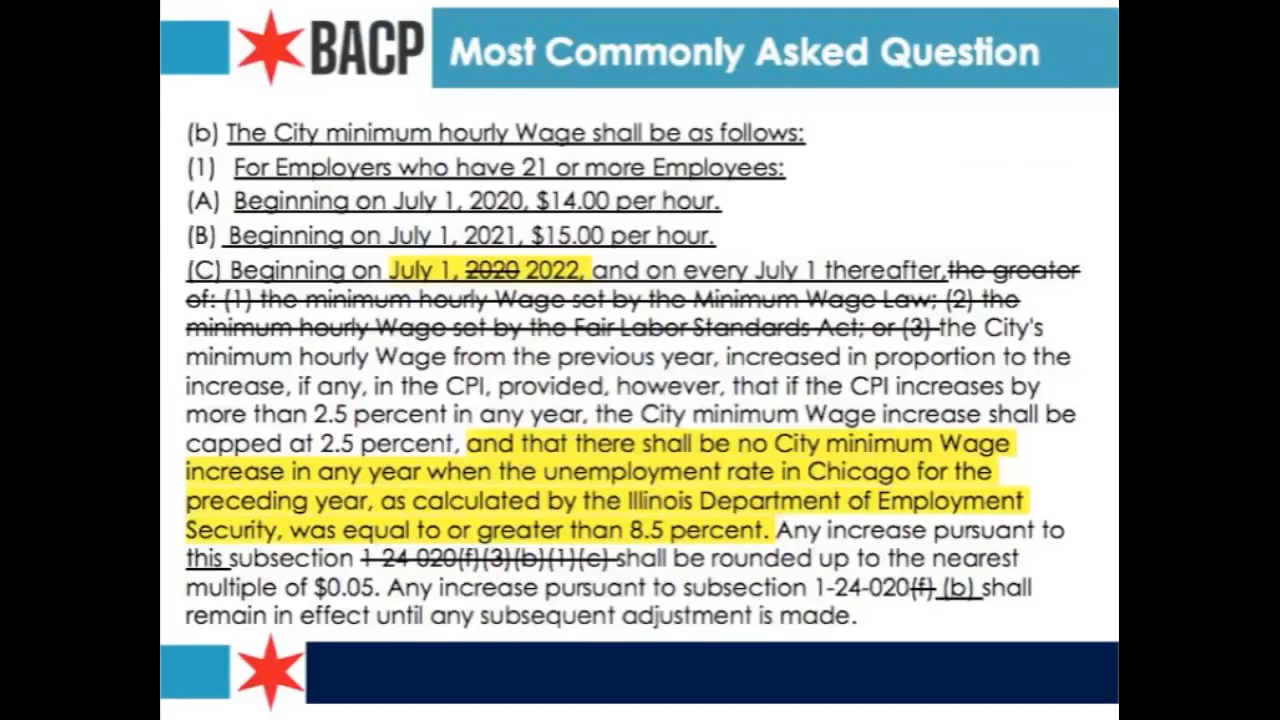 BACP Most Commonly Asked Question
(b) The City minimum hourly Wage shall be as follows:
(1) For Employers who have 21 or more Employees:
(A) Beginning on July 1, 2020, $14.00 per hour.
(B) Beginning on July 1, 2021, $15.00 per hour.
(C) Beginning on July 1, 2020 2022, and on every July 1 thereafter,the greater
of: (1) the minimum hourly Wage set by the Minimum Wage Law; (2) the
minimum hourly Wage set by the Fair Labor Standards Act; or (3) the City's
minimum hourly Wage from the previous year, increased in proportion to the
increase, if any, in the CPI, provided, however, that if the CPI increases by
more than 2.5 percent in any year, the City minimum Wage increase shall be
capped at 2.5 percent, and that there shall be no City minimum Wage
increase in any year when the unemployment rate in Chicago for the
preceding year, as calculated by the Illinois Department of Employment
Security, was equal to or greater than 8.5 percent. Any increase pursuant to
this subsection 1-24-020(f)(3)(b)(1)(c) shall be rounded up to the nearest
multiple of $0.05. Any increase pursuant to subsection 1-24-020(f) (b) shall
remain in effect until any subsequent adjustment is made.